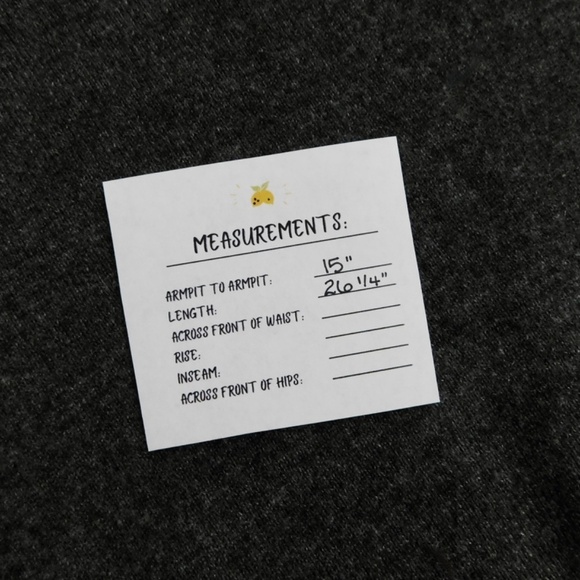 MEASUREMENTS:
ARMPIT TO ARMPIT: 15"
LENGTH: 26 1/4"
ACROSS FRONT OF WAIST:
RISE:
INSEAM:
ACROSS FRONT OF HIPS: